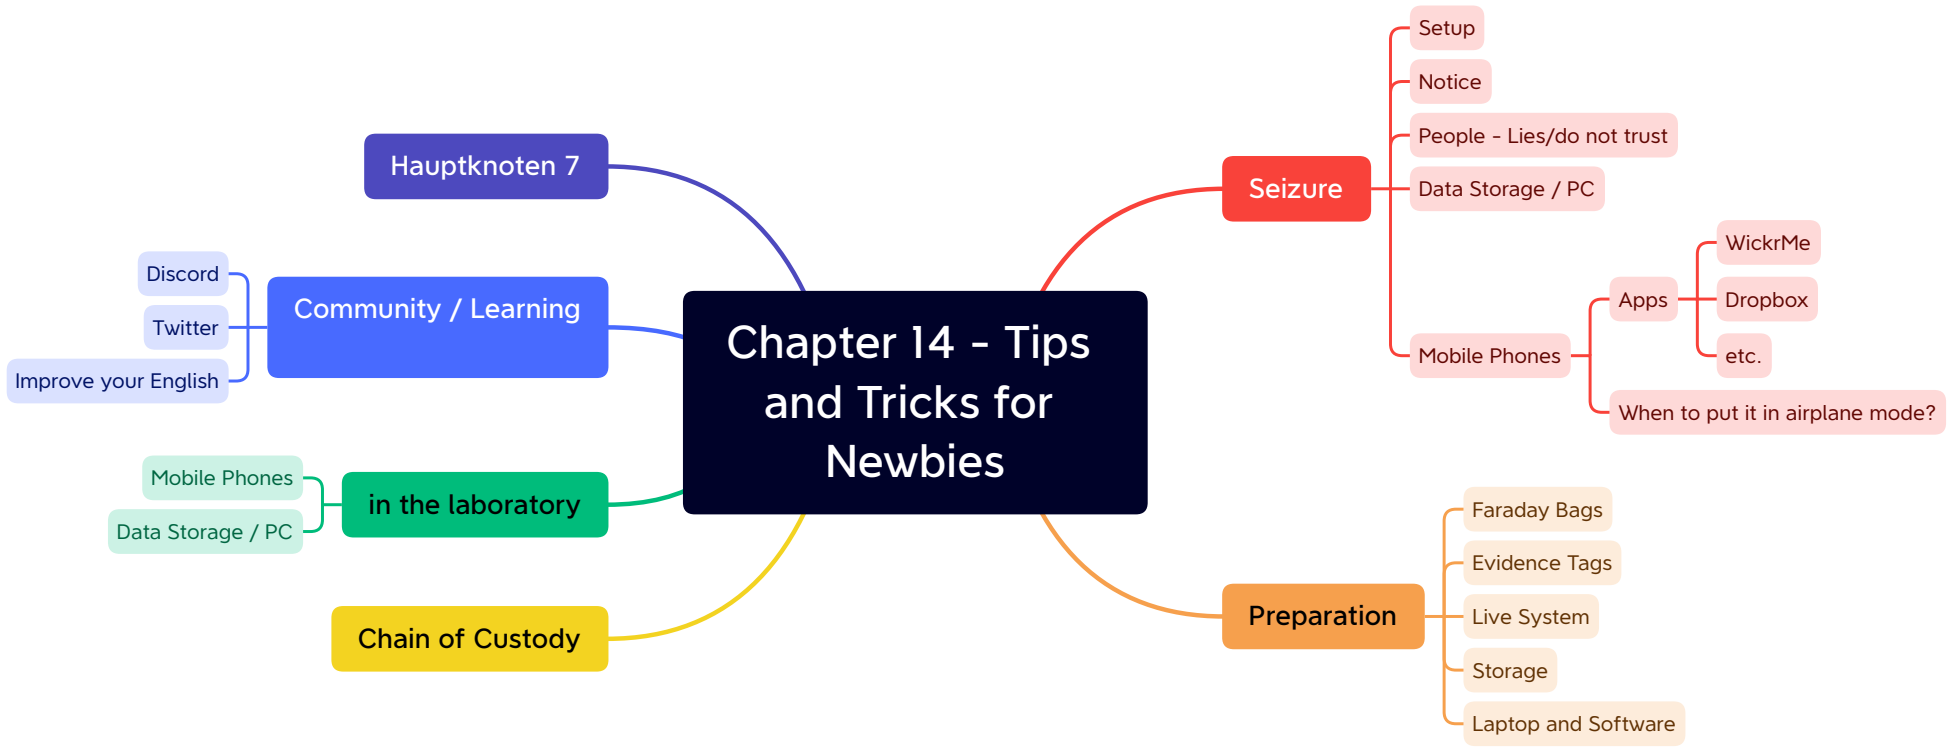 Chapter 14 - Tips
and Tricks for
Newbies
Seizure
Setup
Notice
People - Lies/do not trust
Data Storage / PC
Mobile Phones
Apps
WickrMe
Dropbox
etc.
When to put it in airplane mode?
Preparation
Faraday Bags
Evidence Tags
Live System
Storage
Laptop and Software
Chain of Custody
in the laboratory
Mobile Phones
Data Storage / PC
Community / Learning
Discord
Twitter
Improve your English
Hauptknoten 7